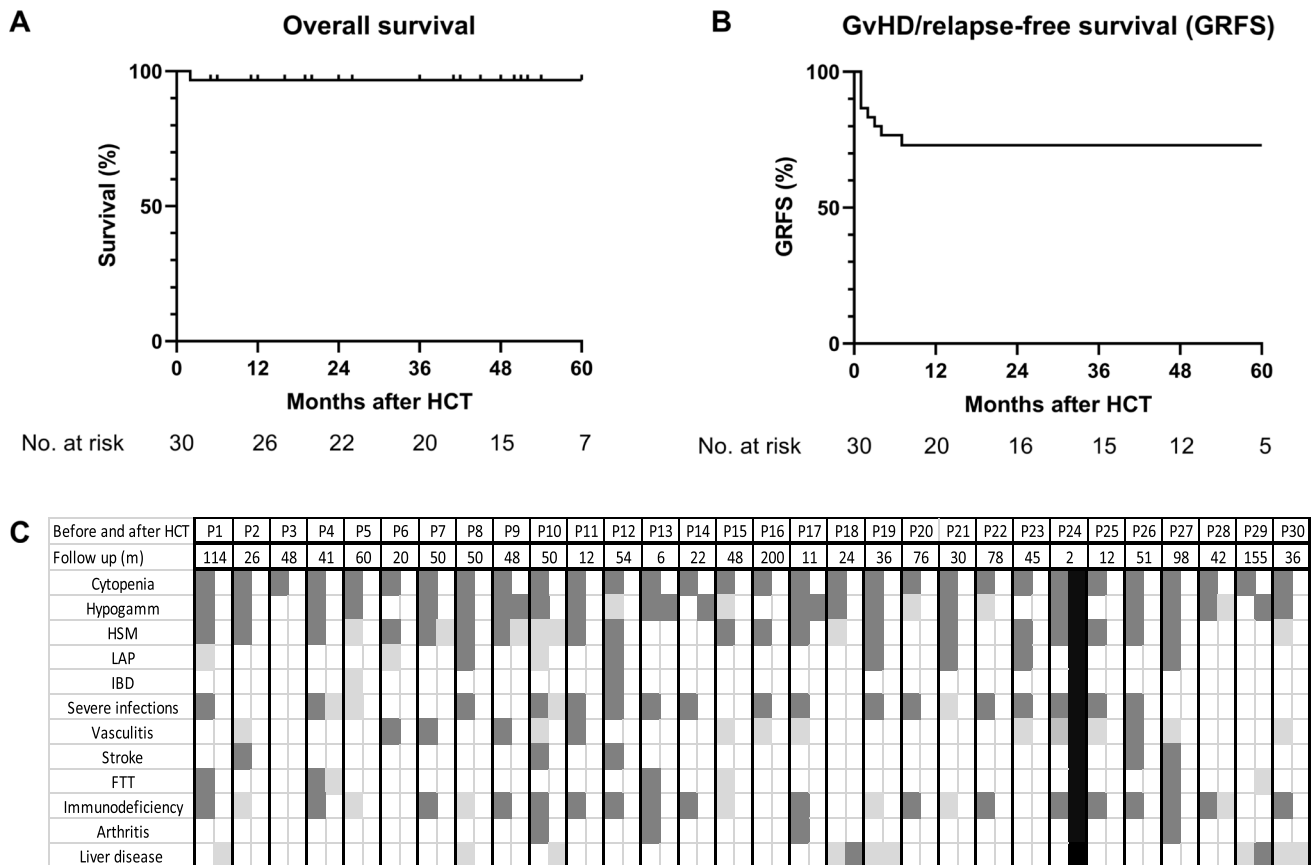 A
Overall survival
100
50
0
Survival (%)
0 12 24 36 48 60
Months after HCT
No. at risk 30 26 22 20 15 7
B
GvHD/relapse-free survival (GRFS)
100
50
0
GRFS (%)
0 12 24 36 48 60
Months after HCT
No. at risk 30 20 16 15 12 5
C
Before and after HCT P1 P2 P3 P4 P5 P6 P7 P8 P9 P10 P11 P12 P13 P14 P15 P16 P17 P18 P19 P20 P21 P22 P23 P24 P25 P26 P27 P28 P29 P30
Follow up (m) 114 26 48 41 60 20 50 50 48 50 12 54 6 22 48 200 11 24 36 76 30 78 45 2 12 51 98 42 155 36
Cytopenia
Hypogamm
HSM
LAP
IBD
Severe infections
Vasculitis
Stroke
FTT
Immunodeficiency
Arthritis
Liver disease